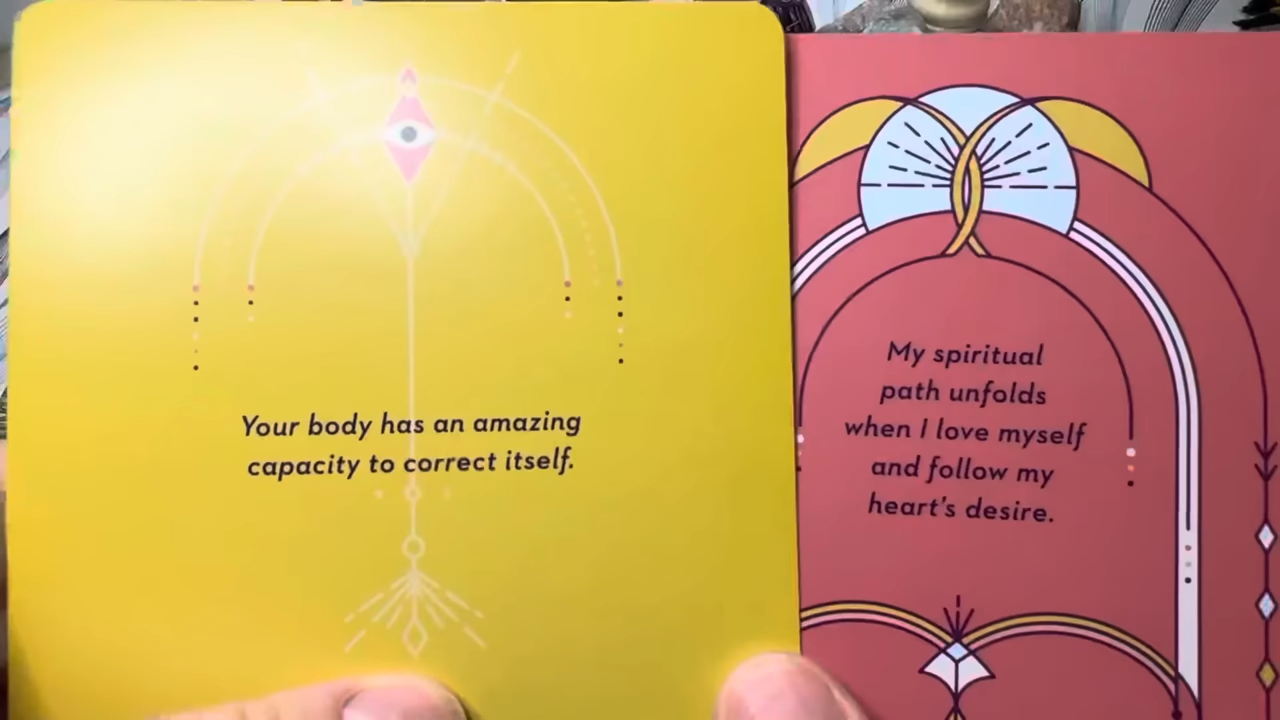 Your body has an amazing
capacity to correct itself.
My spiritual
path unfolds
when I love myself
and follow my
heart's desire.